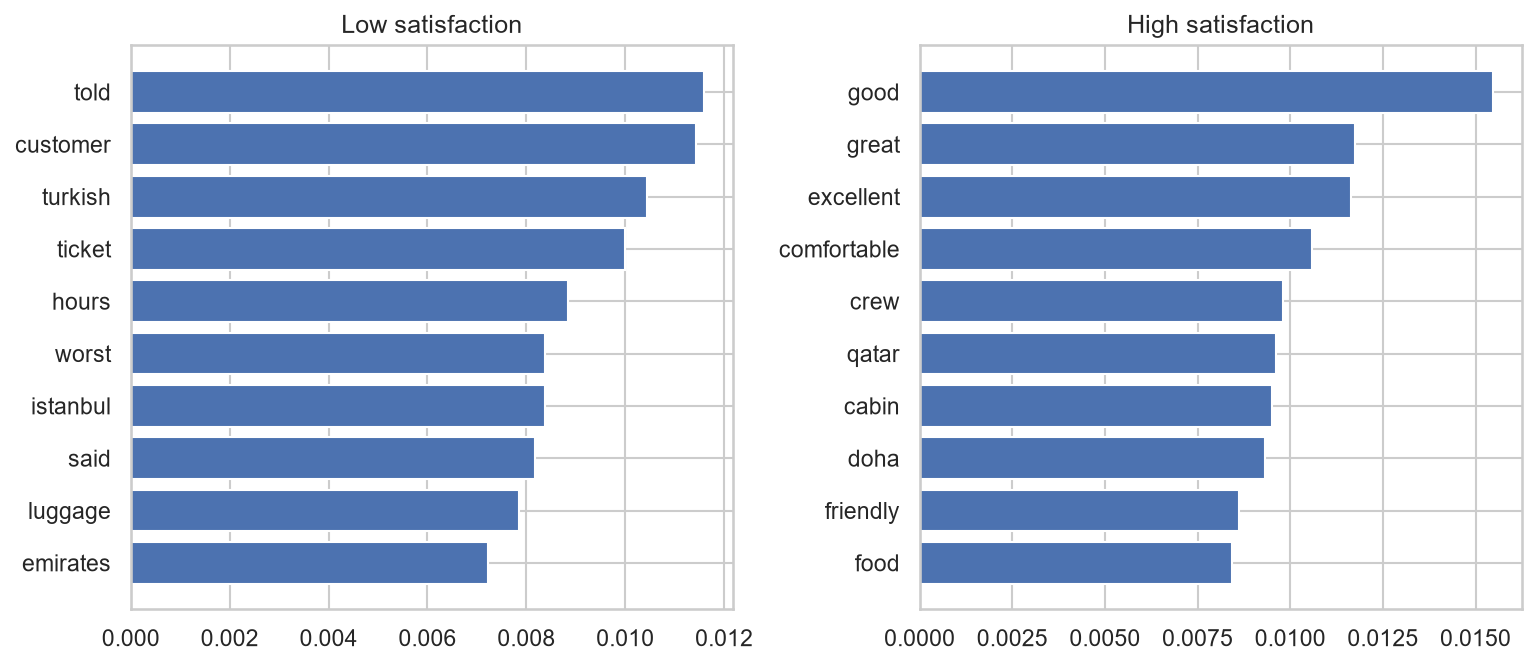 Low satisfaction
told
customer
turkish
ticket
hours
worst
istanbul
said
luggage
emirates
0.000 0.002 0.004 0.006 0.008 0.010 0.012
High satisfaction
good
great
excellent
comfortable
crew
qatar
cabin
doha
friendly
food
0.0000 0.0025 0.0050 0.0075 0.0100 0.0125 0.0150